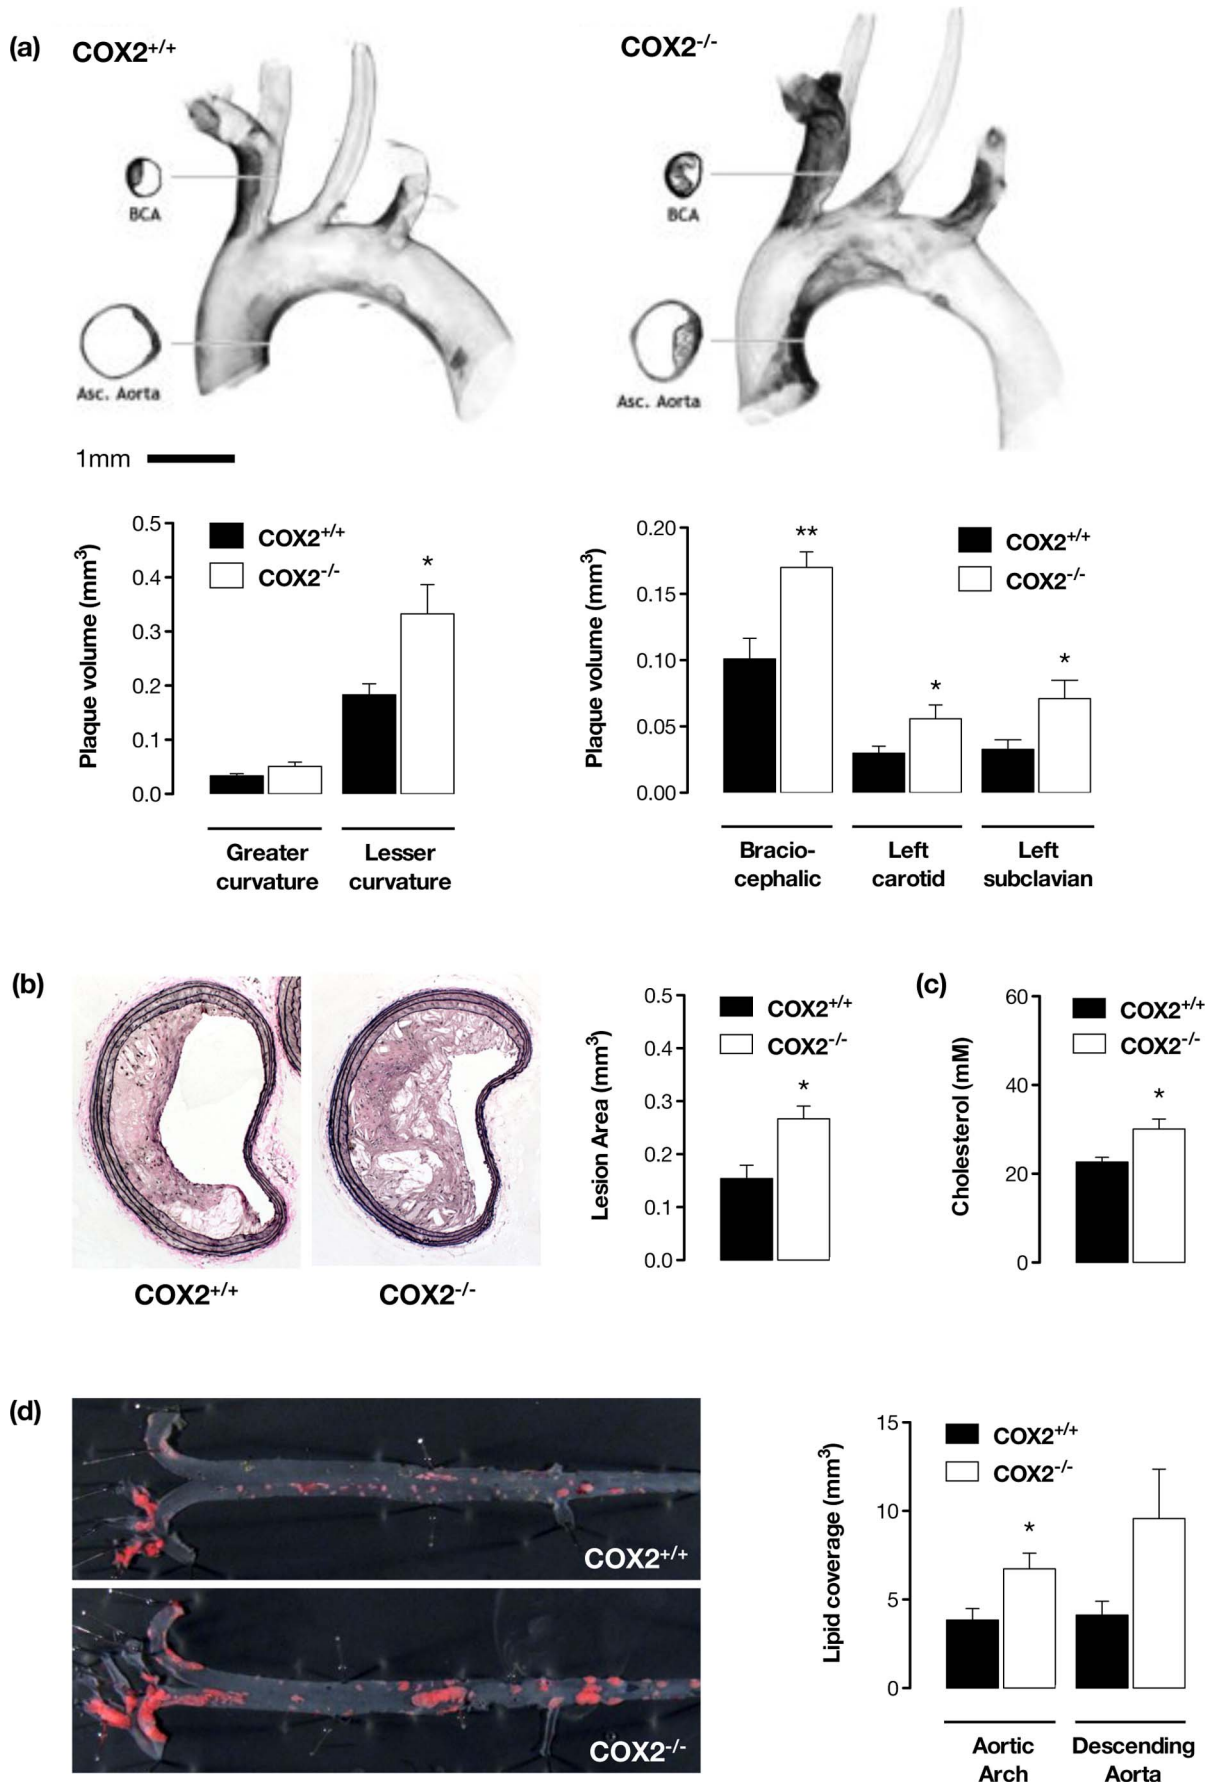 (a)
COX2+/+
COX2-/-
BCA
BCA
Asc. Aorta
Asc. Aorta
1mm
Plaque volume (mm3)
0.5
0.4
0.3
0.2
0.1
0.0
COX2+/+
COX2-/-
*
Greater
curvature
Lesser
curvature
Plaque volume (mm3)
0.20
0.15
0.10
0.05
0.00
COX2+/+
COX2-/-
**
*
*
Bracio-
cephalic
Left
carotid
Left
subclavian
(b)
COX2+/+
COX2-/-
Lesion Area (mm3)
0.5
0.4
0.3
0.2
0.1
0.0
COX2+/+
COX2-/-
*
(c)
Cholesterol (mM)
60
40
20
0
COX2+/+
COX2-/-
*
(d)
COX2+/+
COX2-/-
Lipid coverage (mm3)
15
10
5
0
COX2+/+
COX2-/-
*
Aortic
Arch
Descending
Aorta